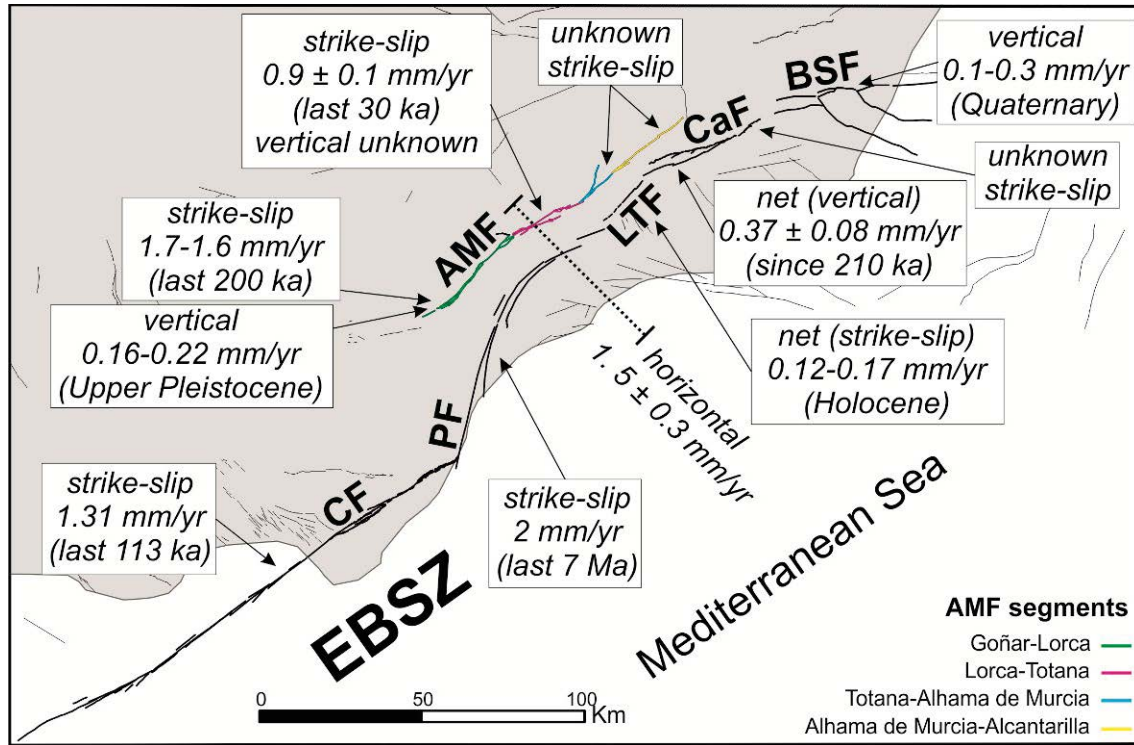 strike-slip
0.9 ± 0.1 mm/yr
(last 30 ka)
vertical unknown
unknown
strike-slip
BSF
vertical
0.1-0.3 mm/yr
(Quaternary)
CaF
unknown
strike-slip
strike-slip
1.7-1.6 mm/yr
(last 200 ka)
AMF
LTF
net (vertical)
0.37 ± 0.08 mm/yr
(since 210 ka)
vertical
0.16-0.22 mm/yr
(Upper Pleistocene)
net (strike-slip)
0.12-0.17 mm/yr
(Holocene)
horizontal
1. 5 ± 0.3 mm/yr
PF
strike-slip
1.31 mm/yr
(last 113 ka)
CF
strike-slip
2 mm/yr
(last 7 Ma)
EBSZ
Mediterranean Sea
AMF segments
Goñar-Lorca
Lorca-Totana
Totana-Alhama de Murcia
Alhama de Murcia-Alcantarilla
0 50 100
Km